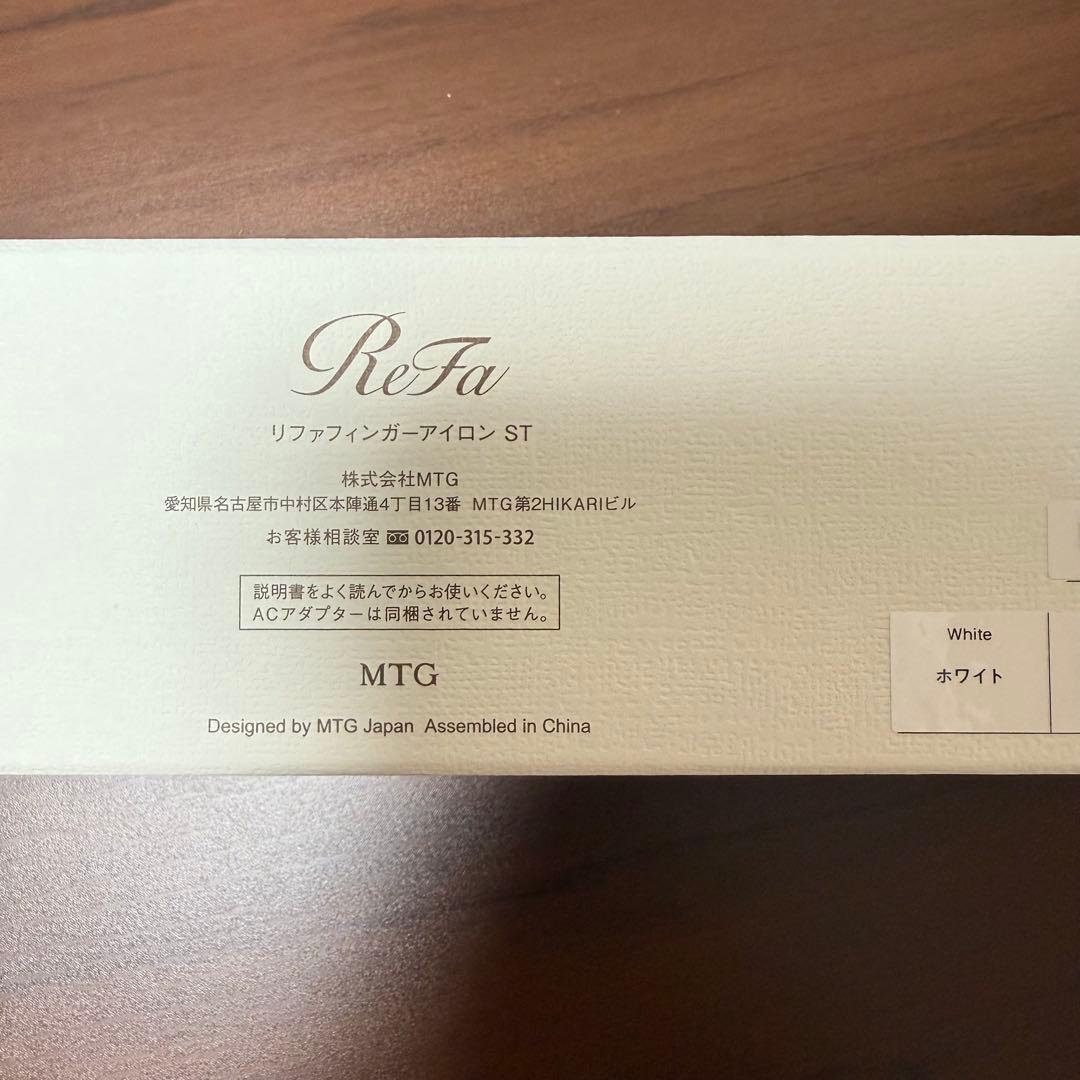 ReFa
リファフィンガーアイロン ST
株式会社MTG
愛知県名古屋市中村区本陣通4丁目13番 MTG第2HIKARIビル
お客様相談室 0120-315-332
説明書をよく読んでからお使いください。
ACアダプターは同梱されていません。
MTG
Designed by MTG Japan Assembled in China
White
ホワイト